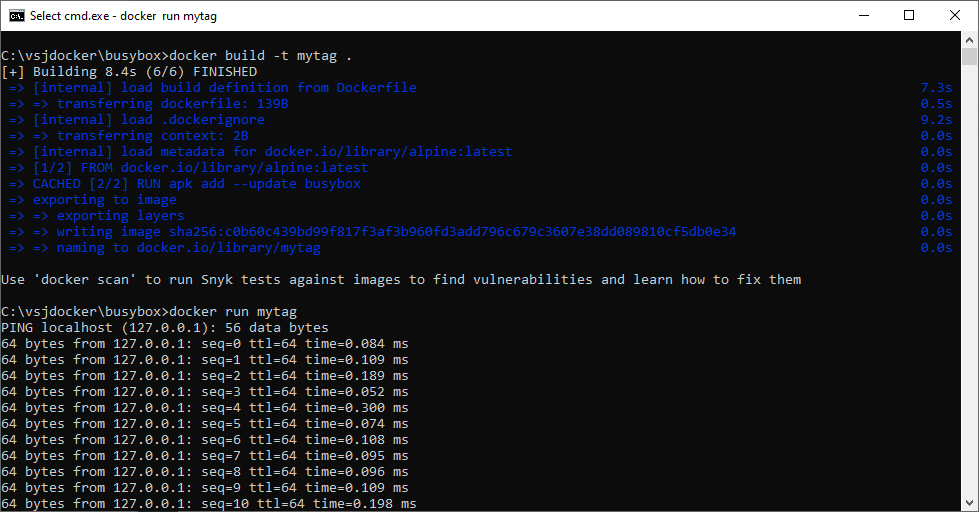 Select cmd.exe - docker run mytag
C:\vsjdocker\busybox>docker build -t mytag .
[+] Building 8.4s (6/6) FINISHED
=> [internal] load build definition from Dockerfile 7.3s
=> => transferring dockerfile: 139B 0.5s
=> [internal] load .dockerignore 9.2s
=> => transferring context: 2B 0.0s
=> [internal] load metadata for docker.io/library/alpine:latest 0.0s
=> [1/2] FROM docker.io/library/alpine:latest 0.0s
=> CACHED [2/2] RUN apk add --update busybox 0.0s
=> exporting to image 0.0s
=> => exporting layers 0.0s
=> => writing image sha256:c0b60c439bd99f817f3af3b960fd3add796c679c3607e38dd089810cf5db0e34 0.0s
=> => naming to docker.io/library/mytag 0.0s
Use 'docker scan' to run Snyk tests against images to find vulnerabilities and learn how to fix them
C:\vsjdocker\busybox>docker run mytag
PING localhost (127.0.0.1): 56 data bytes
64 bytes from 127.0.0.1: seq=0 ttl=64 time=0.084 ms
64 bytes from 127.0.0.1: seq=1 ttl=64 time=0.109 ms
64 bytes from 127.0.0.1: seq=2 ttl=64 time=0.189 ms
64 bytes from 127.0.0.1: seq=3 ttl=64 time=0.052 ms
64 bytes from 127.0.0.1: seq=4 ttl=64 time=0.300 ms
64 bytes from 127.0.0.1: seq=5 ttl=64 time=0.074 ms
64 bytes from 127.0.0.1: seq=6 ttl=64 time=0.108 ms
64 bytes from 127.0.0.1: seq=7 ttl=64 time=0.095 ms
64 bytes from 127.0.0.1: seq=8 ttl=64 time=0.096 ms
64 bytes from 127.0.0.1: seq=9 ttl=64 time=0.109 ms
64 bytes from 127.0.0.1: seq=10 ttl=64 time=0.198 ms